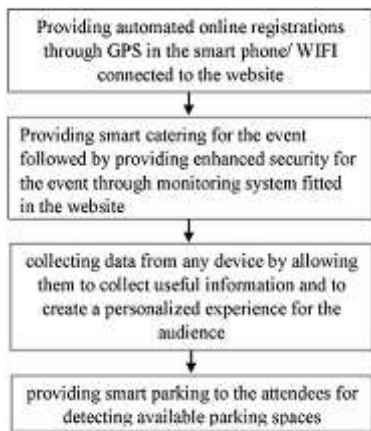 Providing automated online registrations
through GPS in the smart phone/ WIFI
connected to the website
Providing smart catering for the event
followed by providing enhanced security for
the event through monitoring system fitted
in the website
collecting data from any device by allowing
them to collect useful information and to
create a personalized experience for the
audience
providing smart parking to the attendees for
detecting available parking spaces